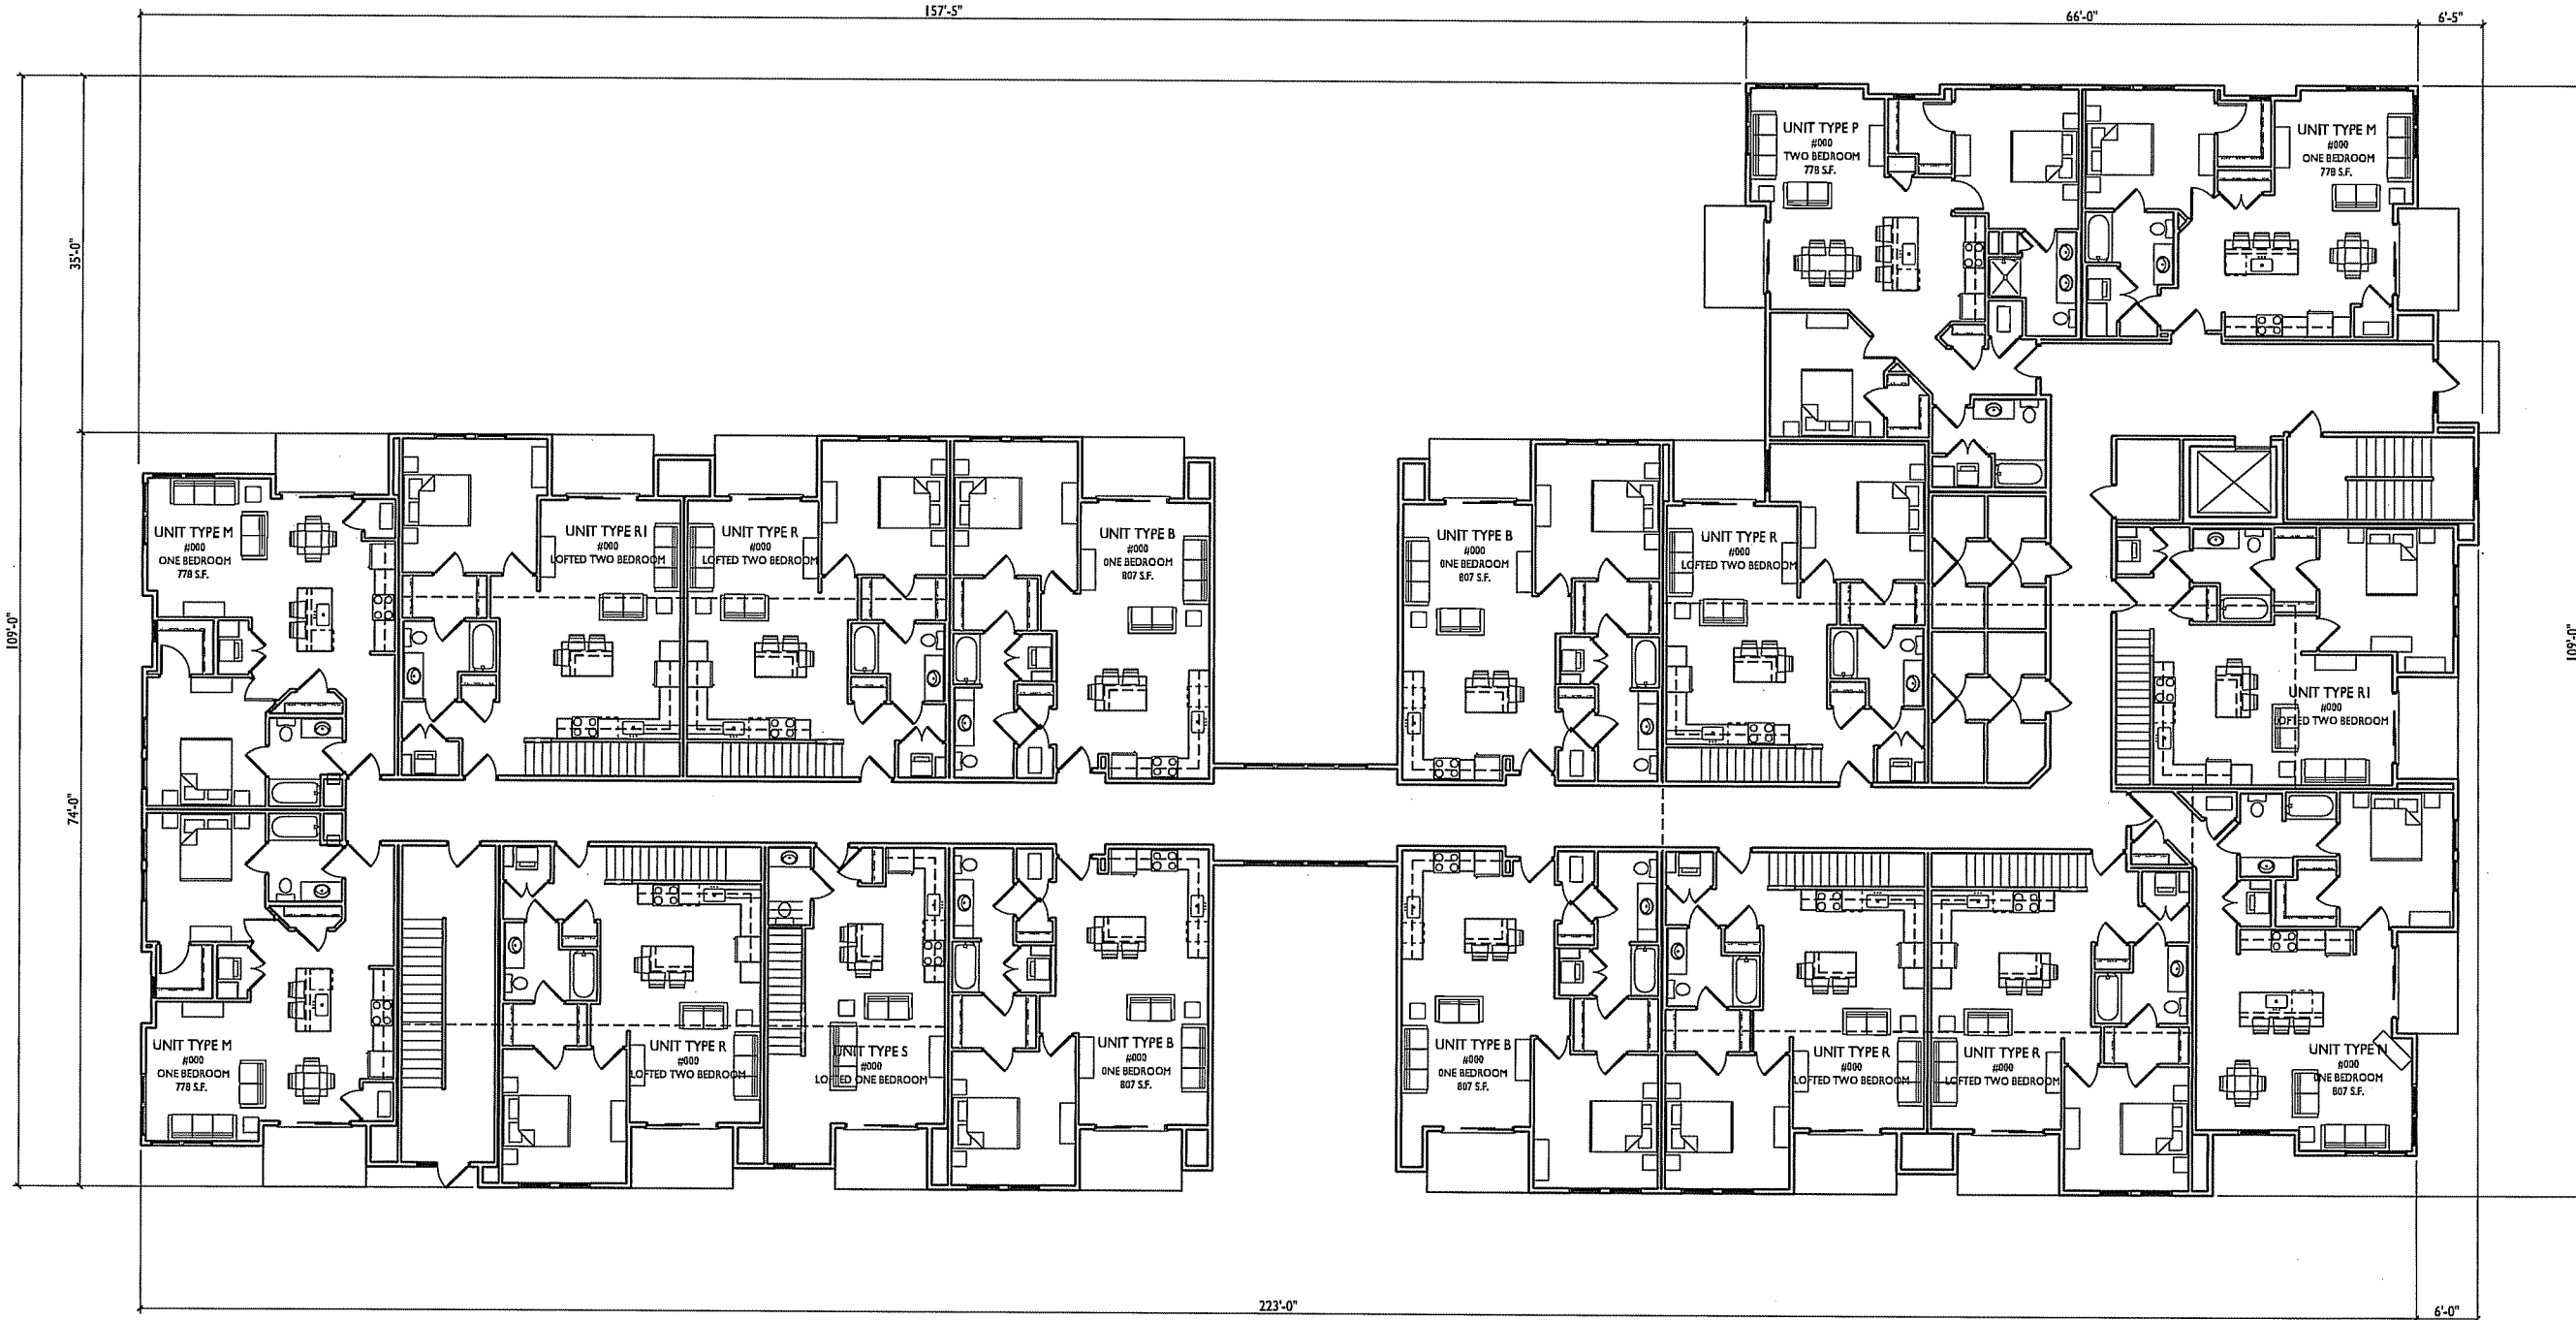 157'-5"
66'-0"
6'-5"
UNIT TYPE P
#000
TWO BEDROOM
778 S.F.
UNIT TYPE M
#000
ONE BEDROOM
778 S.F.
35'-0"
109'-0"
74'-0"
109'-0"
UNIT TYPE M
#000
ONE BEDROOM
778 S.F.
UNIT TYPE R1
#000
LOFTED TWO BEDROOM
UNIT TYPE R
#000
LOFTED TWO BEDROOM
UNIT TYPE B
#000
ONE BEDROOM
807 S.F.
UNIT TYPE B
#000
ONE BEDROOM
807 S.F.
UNIT TYPE R
#000
LOFTED TWO BEDROOM
UNIT TYPE R1
#000
LOFTED TWO BEDROOM
UNIT TYPE M
#000
ONE BEDROOM
778 S.F.
UNIT TYPE R
#000
LOFTED TWO BEDROOM
UNIT TYPE S
#000
LOFTED ONE BEDROOM
UNIT TYPE B
#000
ONE BEDROOM
807 S.F.
UNIT TYPE B
#000
ONE BEDROOM
807 S.F.
UNIT TYPE R
#000
LOFTED TWO BEDROOM
UNIT TYPE R
#000
LOFTED TWO BEDROOM
UNIT TYPE N
#000
ONE BEDROOM
807 S.F.
223'-0"
6'-0"